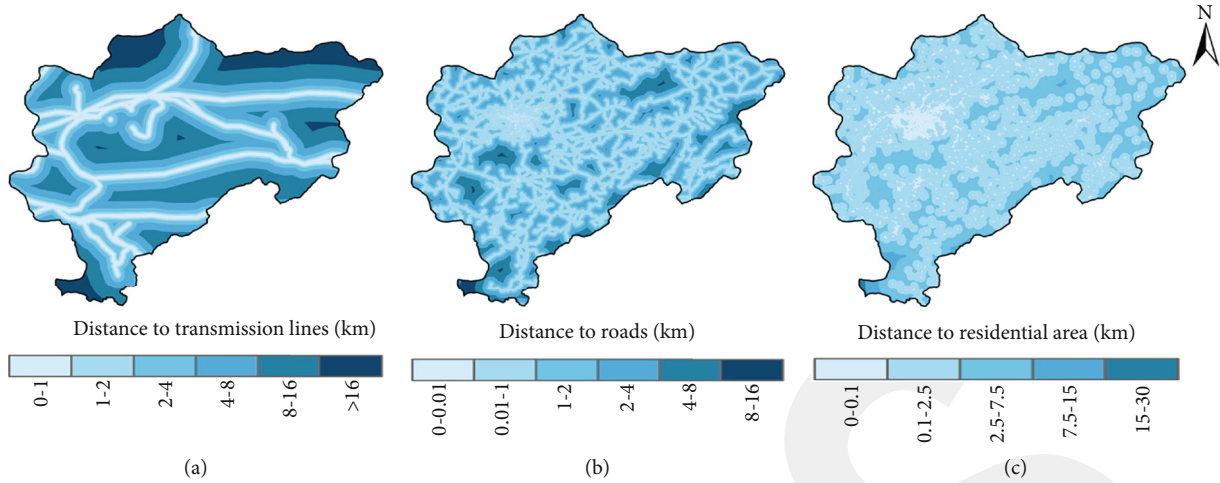 N
Distance to transmission lines (km)
0-1
1-2
2-4
4-8
8-16
>16
(a)
Distance to roads (km)
0-0.01
0.01-1
1-2
2-4
4-8
8-16
(b)
Distance to residential area (km)
0-0.1
0.1-2.5
2.5-7.5
7.5-15
15-30
(c)